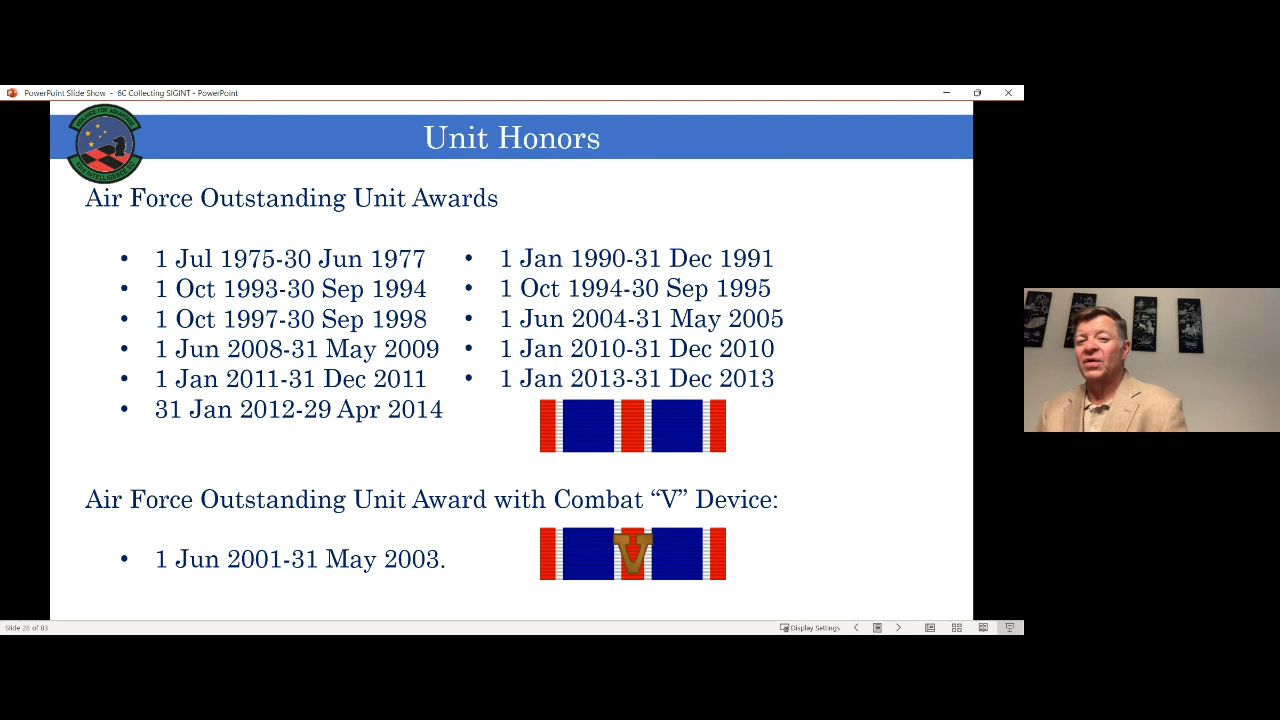 PowerPoint Slide Show - 6C Collecting SIGINT - PowerPoint
Unit Honors
Air Force Outstanding Unit Awards
• 1 Jul 1975-30 Jun 1977
• 1 Oct 1993-30 Sep 1994
• 1 Oct 1997-30 Sep 1998
• 1 Jun 2008-31 May 2009
• 1 Jan 2011-31 Dec 2011
• 31 Jan 2012-29 Apr 2014
• 1 Jan 1990-31 Dec 1991
• 1 Oct 1994-30 Sep 1995
• 1 Jun 2004-31 May 2005
• 1 Jan 2010-31 Dec 2010
• 1 Jan 2013-31 Dec 2013
Air Force Outstanding Unit Award with Combat “V” Device:
• 1 Jun 2001-31 May 2003.
V
Slide 28 of 83
Display Settings